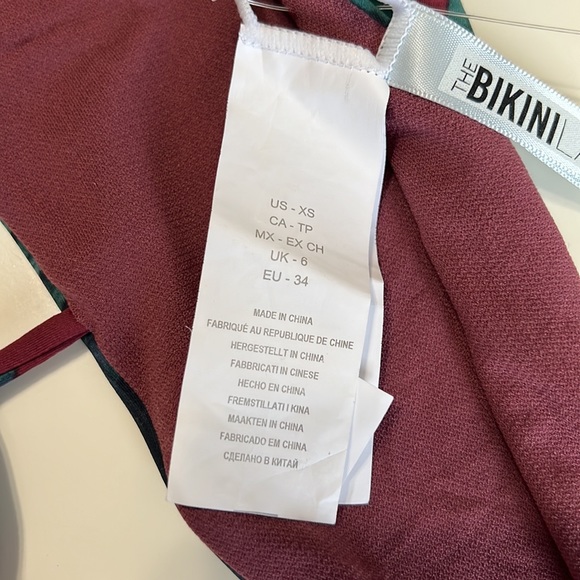 THE
BIKINI
US - XS
CA - TP
MX - EX CH
UK - 6
EU - 34
MADE IN CHINA
FABRIQUÉ AU REPUBLIQUE DE CHINE
HERGESTELLT IN CHINA
FABBRICATI IN CINESE
HECHO EN CHINA
FREMSTILLATI I KINA
MAAKTEN IN CHINA
FABRICADO EM CHINA
СДЕЛАНО В КИТАЙ